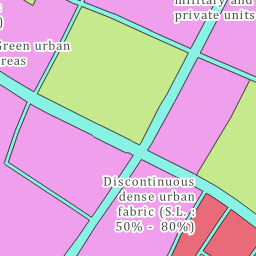 military and
private units
:
)
Green urban
areas
Discontinuous
dense urban
fabric (S.L. :
50% - 80%)